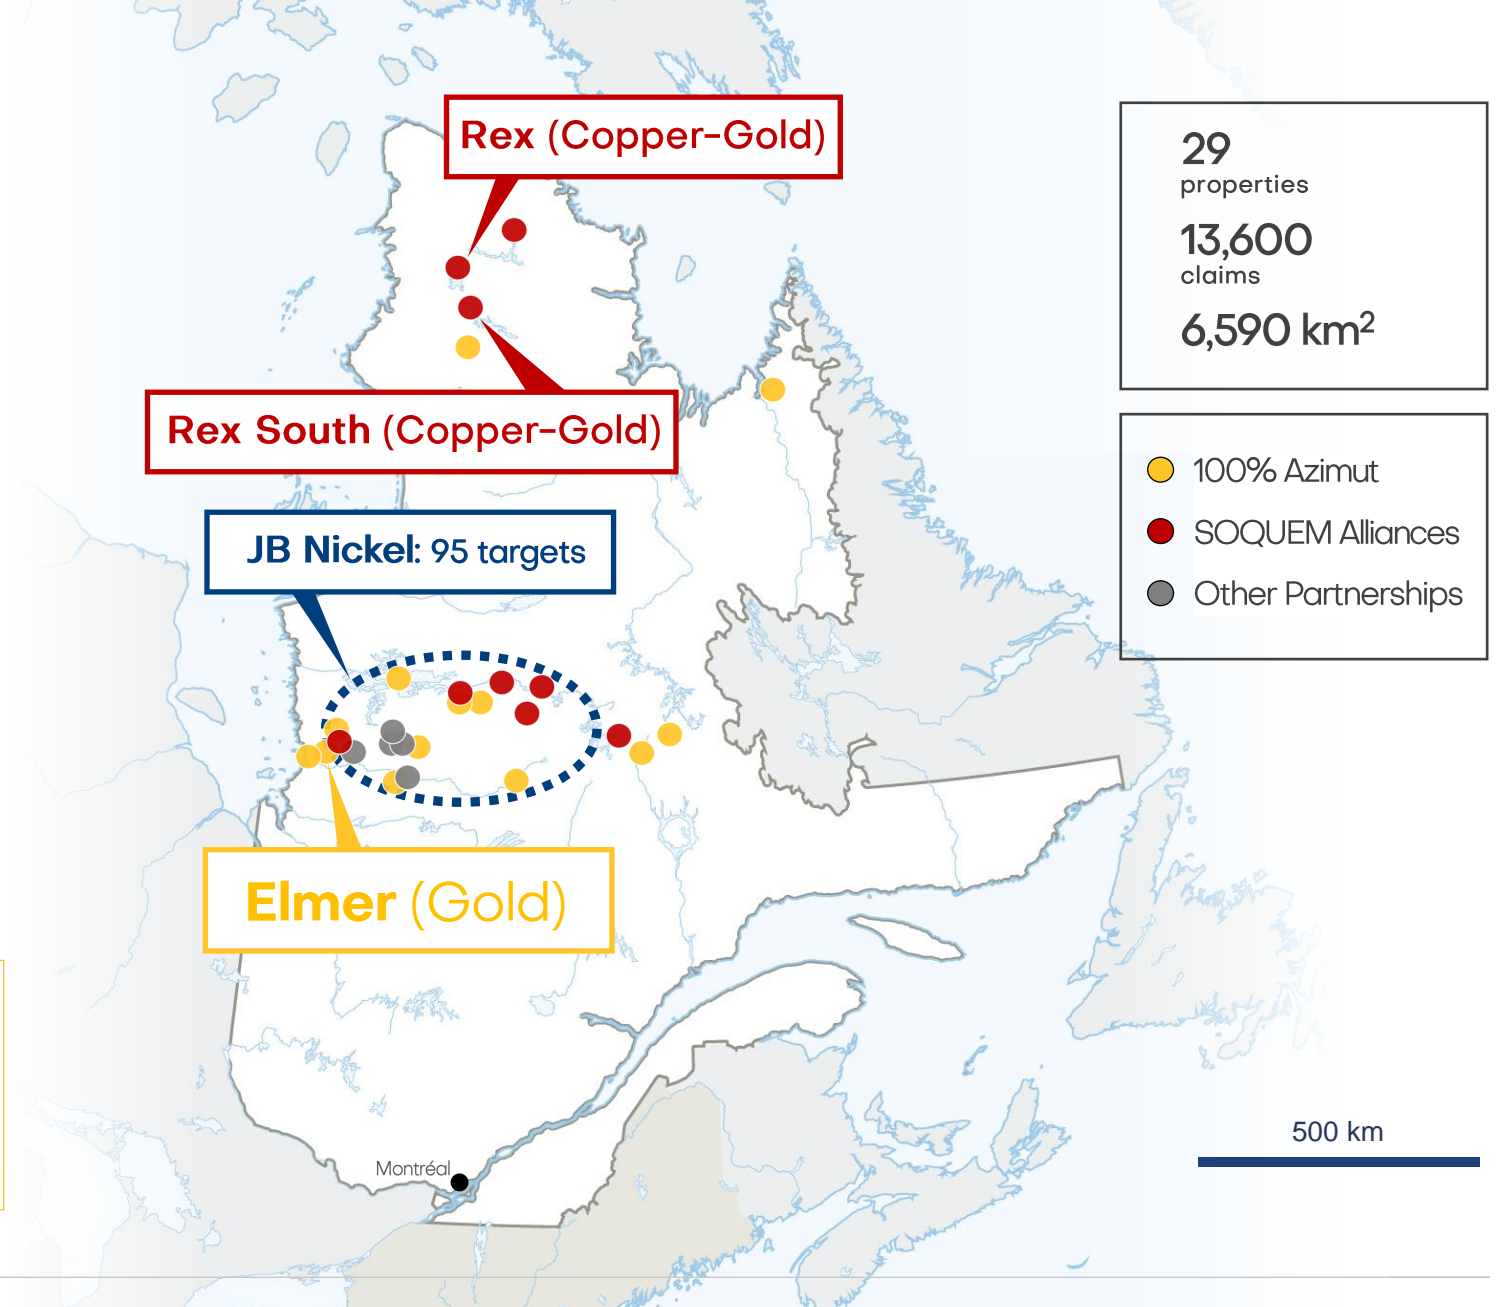 Rex (Copper-Gold)
29
properties
13,600
claims
6,590 km²
Rex South (Copper-Gold)
100% Azimut
SOQUEM Alliances
Other Partnerships
JB Nickel: 95 targets
Elmer (Gold)
500 km
Montréal